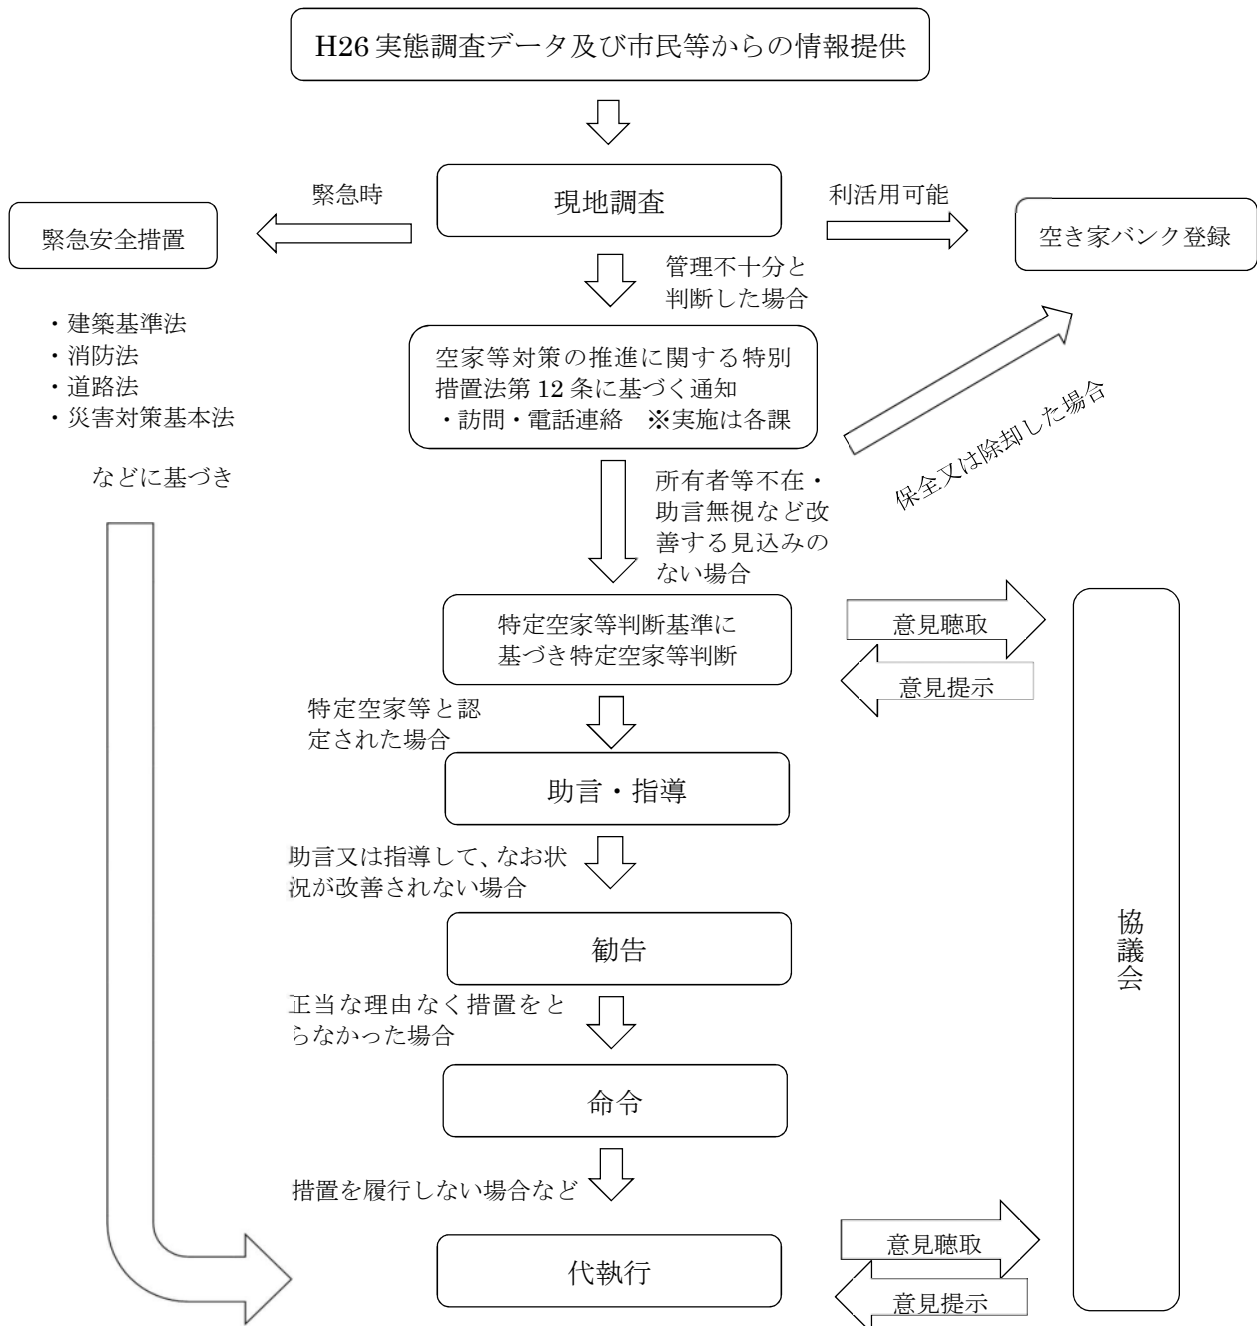 H26 実態調査データ及び市民等からの情報提供
緊急時
現地調査
利活用可能
緊急安全措置
空き家バンク登録
管理不十分と
判断した場合
・建築基準法
・消防法
・道路法
・災害対策基本法
などに基づき
空家等対策の推進に関する特別
措置法第 12 条に基づく通知
・訪問・電話連絡　※実施は各課
保全又は除却した場合
所有者等不在・
助言無視など改
善する見込みの
ない場合
特定空家等判断基準に
基づき特定空家等判断
意見聴取
意見提示
特定空家等と認
定された場合
助言・指導
助言又は指導して、なお状
況が改善されない場合
勧告
協議会
正当な理由なく措置をと
らなかった場合
命令
措置を履行しない場合など
代執行
意見聴取
意見提示